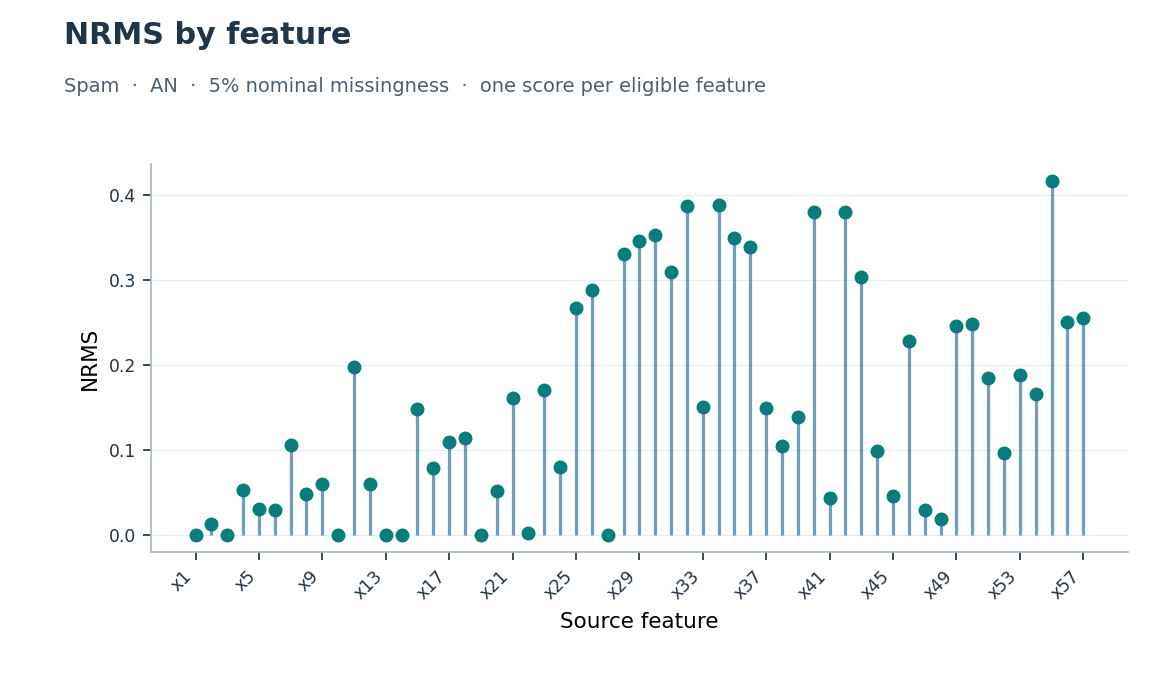 NRMS by feature
Spam · AN · 5% nominal missingness · one score per eligible feature
0.4
0.3
0.2
0.1
0.0
NRMS
x1 x5 x9 x13 x17 x21 x25 x29 x33 x37 x41 x45 x49 x53 x57
Source feature